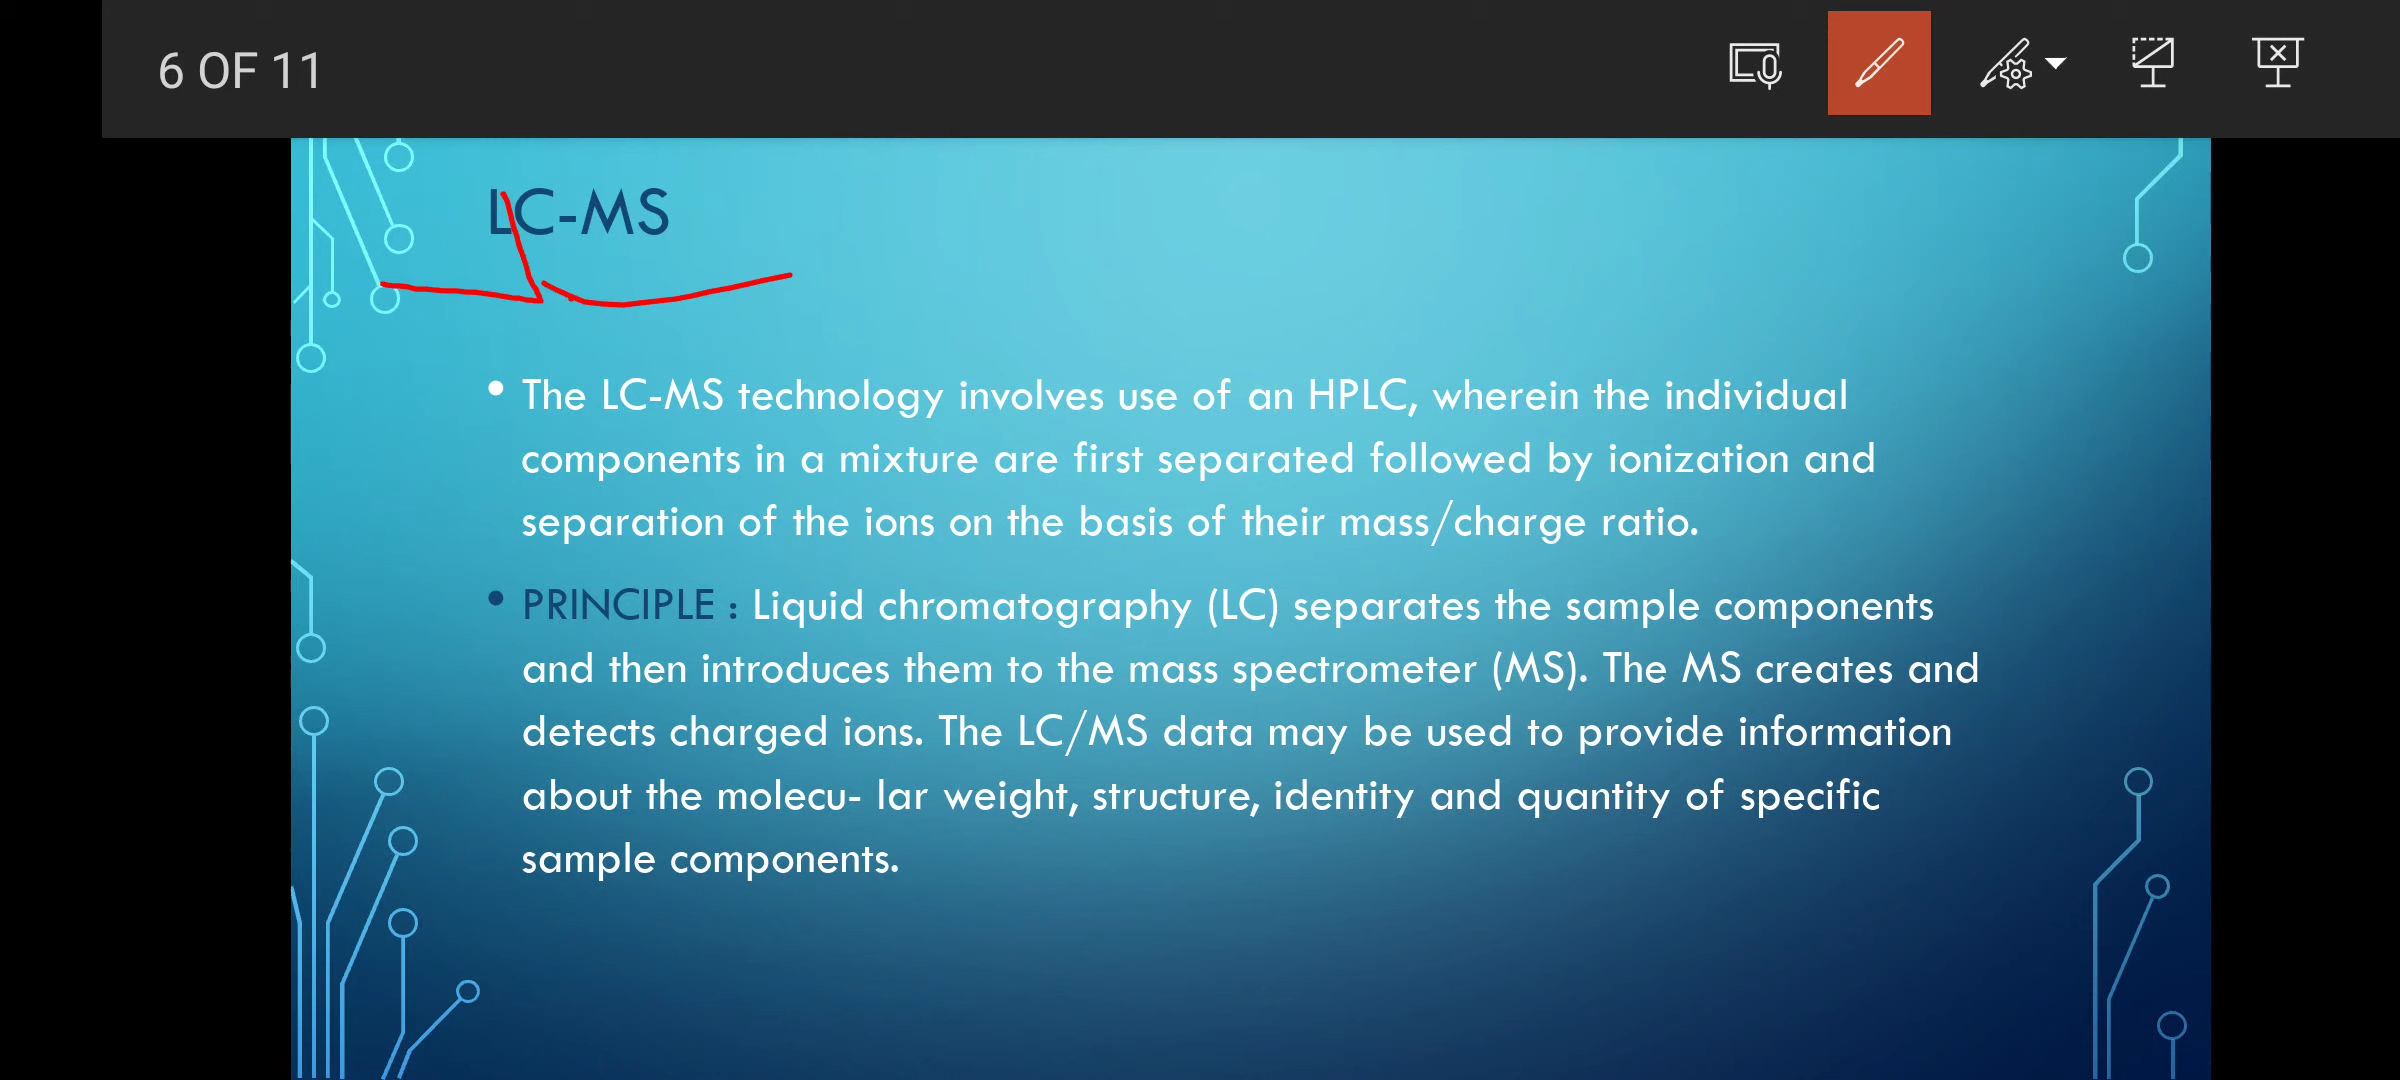 6 OF 11
LC-MS
• The LC-MS technology involves use of an HPLC, wherein the individual
components in a mixture are first separated followed by ionization and
separation of the ions on the basis of their mass/charge ratio.
• PRINCIPLE : Liquid chromatography (LC) separates the sample components
and then introduces them to the mass spectrometer (MS). The MS creates and
detects charged ions. The LC/MS data may be used to provide information
about the molecu- lar weight, structure, identity and quantity of specific
sample components.